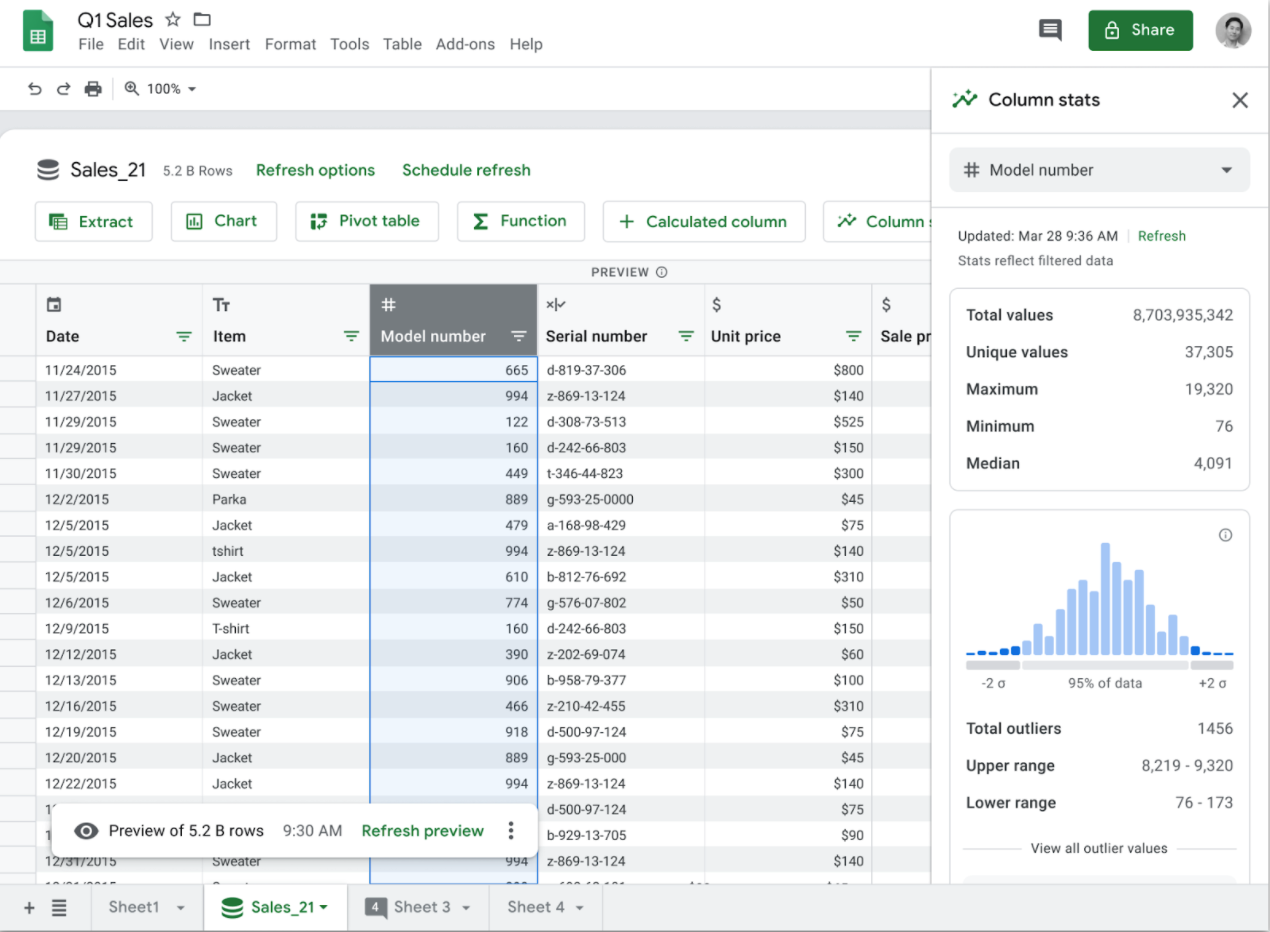 Q1 Sales
File Edit View Insert Format Tools Table Add-ons Help
Share
100%
Sales_21 5.2 B Rows Refresh options Schedule refresh
Extract Chart Pivot table Function + Calculated column Column
PREVIEW
# $ $
Date Item Model number Serial number Unit price Sale pr
11/24/2015 Sweater 665 d-819-37-306 $800
11/27/2015 Jacket 994 z-869-13-124 $140
11/29/2015 Sweater 122 d-308-73-513 $525
11/29/2015 Sweater 160 d-242-66-803 $150
11/30/2015 Sweater 449 t-346-44-823 $300
12/2/2015 Parka 889 g-593-25-0000 $45
12/5/2015 Jacket 479 a-168-98-429 $75
12/5/2015 tshirt 994 z-869-13-124 $140
12/5/2015 Jacket 610 b-812-76-692 $310
12/6/2015 Sweater 774 g-576-07-802 $50
12/9/2015 T-shirt 160 d-242-66-803 $150
12/12/2015 Jacket 390 z-202-69-074 $60
12/13/2015 Sweater 906 b-958-79-377 $100
12/16/2015 Sweater 466 z-210-42-455 $310
12/19/2015 Sweater 918 d-500-97-124 $75
12/20/2015 Jacket 889 g-593-25-000 $45
12/22/2015 Jacket 994 z-869-13-124 $140
d-500-97-124 $75
b-929-13-705 $90
12/31/2015 Sweater 994 z-869-13-124 $140
Preview of 5.2 B rows 9:30 AM Refresh preview
+ Sheet1 Sales_21 4 Sheet 3 Sheet 4
Column stats
# Model number
Updated: Mar 28 9:36 AM Refresh
Stats reflect filtered data
Total values 8,703,935,342
Unique values 37,305
Maximum 19,320
Minimum 76
Median 4,091
-2 σ 95% of data +2 σ
Total outliers 1456
Upper range 8,219 - 9,320
Lower range 76 - 173
View all outlier values